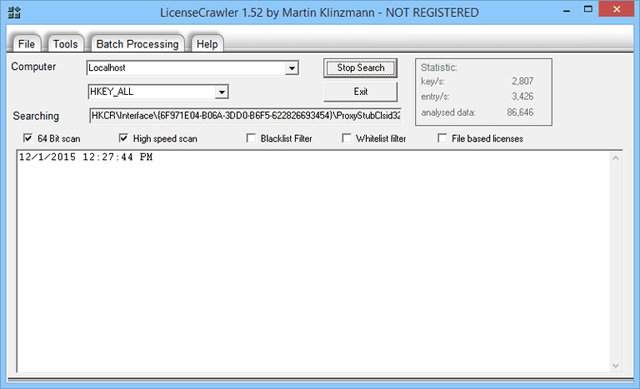 LicenseCrawler 1.52 by Martin Klinzmann - NOT REGISTERED
File Tools Batch Processing Help
Computer Localhost Stop Search
HKEY_ALL Exit
Searching HKCR\Interface\{6F971E04-B06A-3DD0-B6F5-622826693454}\ProxyStubClsid32
Statistic:
key/s: 2,807
entry/s: 3,426
analysed data: 86,646
64 Bit scan High speed scan Blacklist Filter Whitelist filter File based licenses
12/1/2015 12:27:44 PM